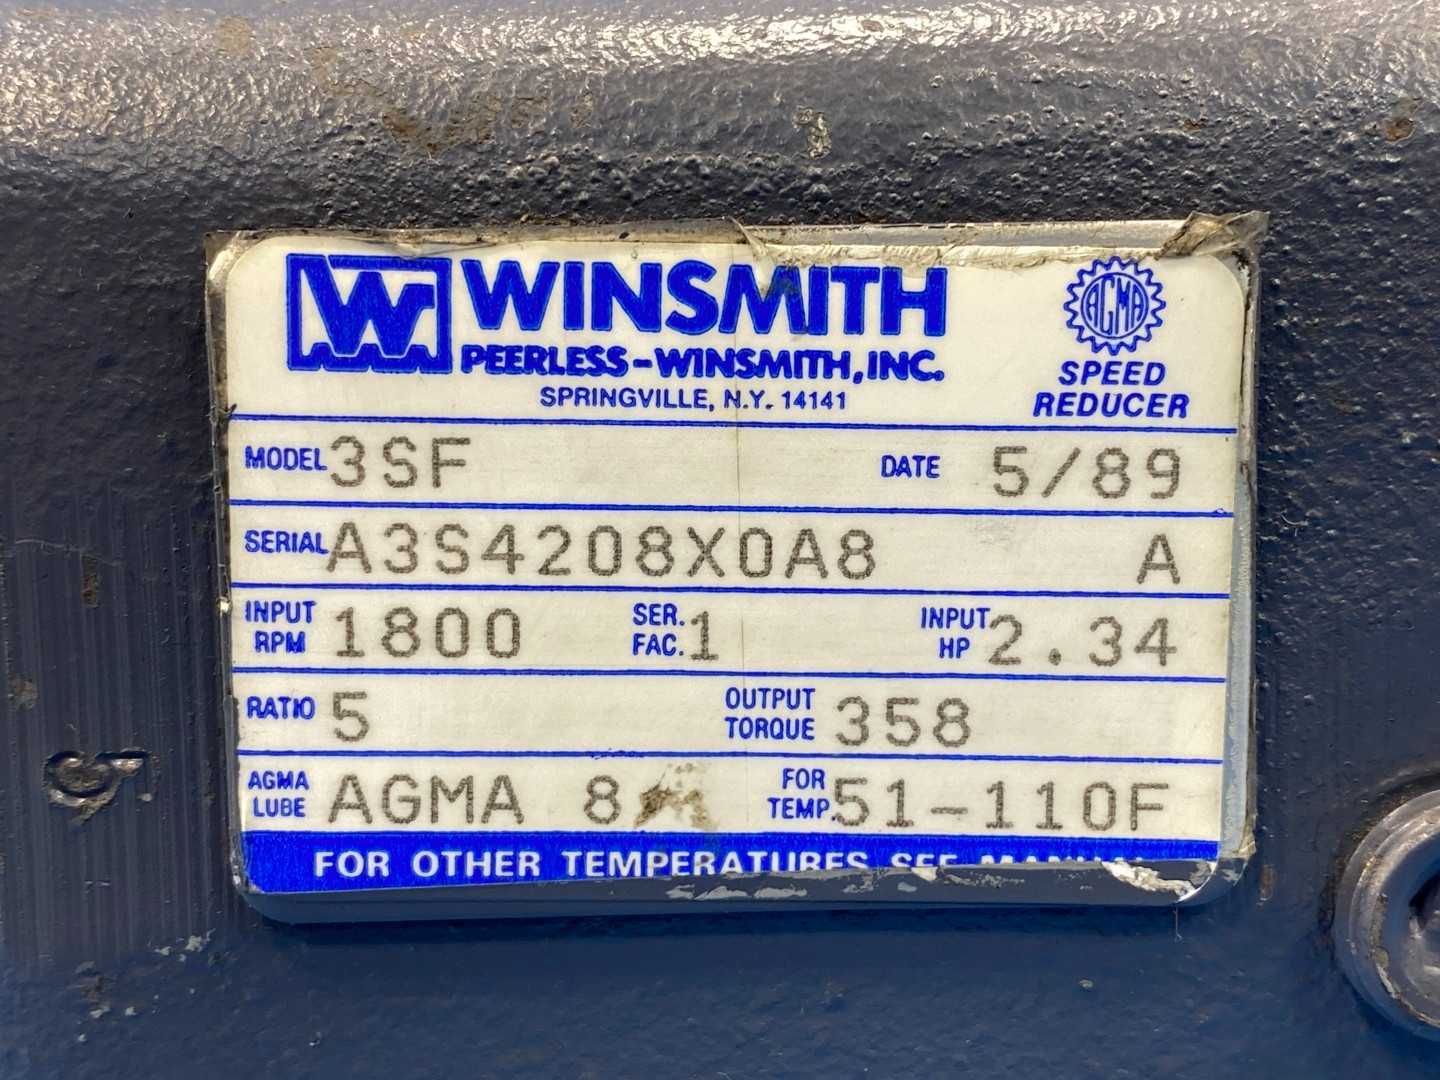 W WINSMITH
PEERLESS-WINSMITH, INC.
SPRINGVILLE, N.Y. 14141
AGMA
SPEED
REDUCER
MODEL 3SF DATE 5/89
SERIAL A3S4208X0A8 A
INPUT RPM 1800 SER. FAC. 1 INPUT HP 2.34
RATIO 5 OUTPUT TORQUE 358
AGMA LUBE AGMA 8 FOR TEMP. 51-110F
FOR OTHER TEMPERATURES SEE MANUAL